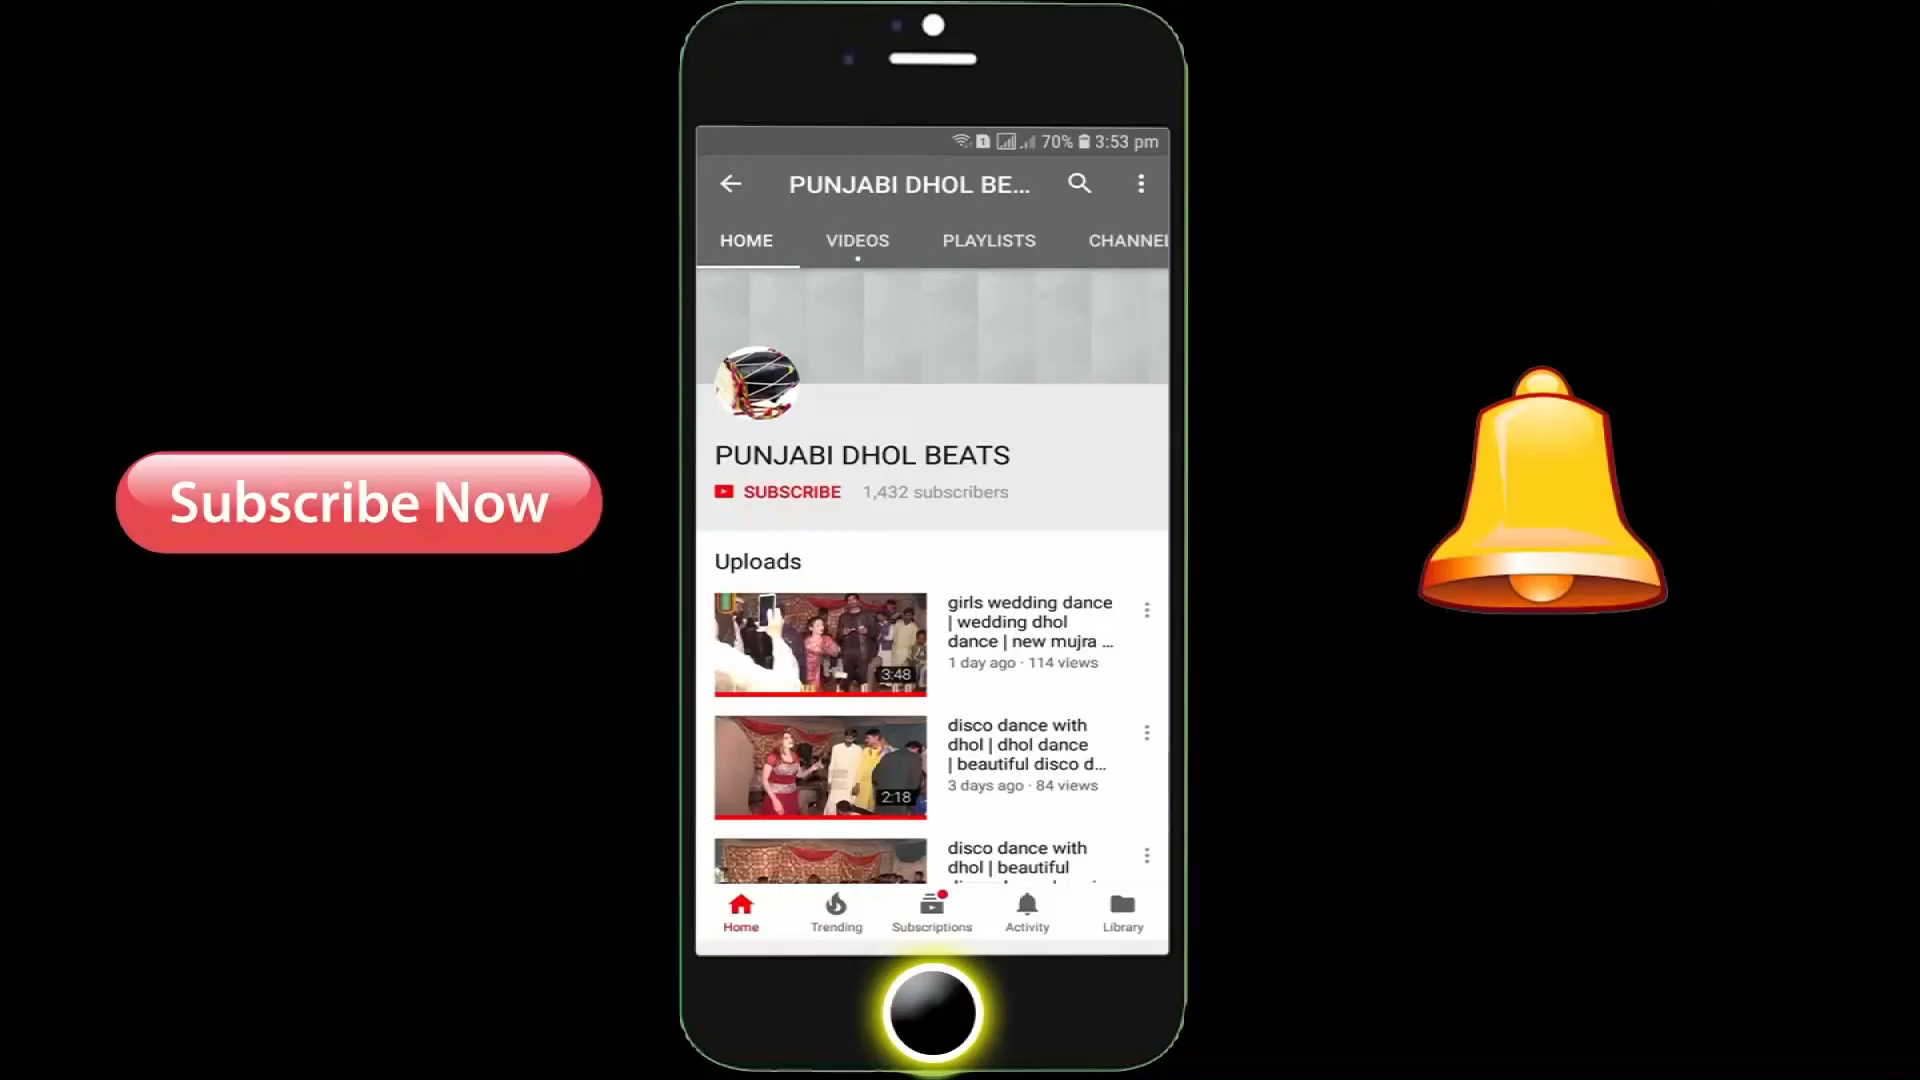 70% 3:53 pm
PUNJABI DHOL BE...
HOME VIDEOS PLAYLISTS CHANNEL
PUNJABI DHOL BEATS
SUBSCRIBE 1,432 subscribers
Subscribe Now
Uploads
girls wedding dance
| wedding dhol
dance | new mujra ...
1 day ago · 114 views
3:48
disco dance with
dhol | dhol dance
| beautiful disco d...
3 days ago · 84 views
2:18
disco dance with
dhol | beautiful
Home Trending Subscriptions Activity Library